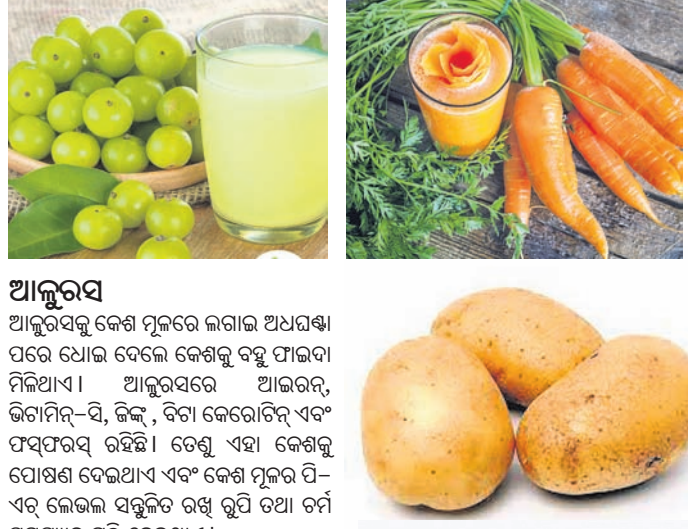 ଆଳୁରସ
ଆଳୁରସକୁ କେଶ ମୂଳରେ ଲଗାଇ ଅଧଘଣ୍ଟା
ପରେ ଧୋଇ ଦେଲେ କେଶକୁ ବହୁ ଫାଇଦା
ମିଳିଥାଏ। ଆଳୁରସରେ ଆଇରନ୍,
ଭିଟାମିନ୍-ସି, ଜିଙ୍କ୍ , ବିଟା କେରୋଟିନ୍ ଏବଂ
ଫସ୍‌ଫରସ୍ ରହିଛି। ତେଣୁ ଏହା କେଶକୁ
ପୋଷଣ ଦେଇଥାଏ ଏବଂ କେଶ ମୂଳର ପି-
ଏଚ୍ ଲେଭଲ ସନ୍ତୁଳିତ ରଖି ରୁପି ତଥା ଚର୍ମ